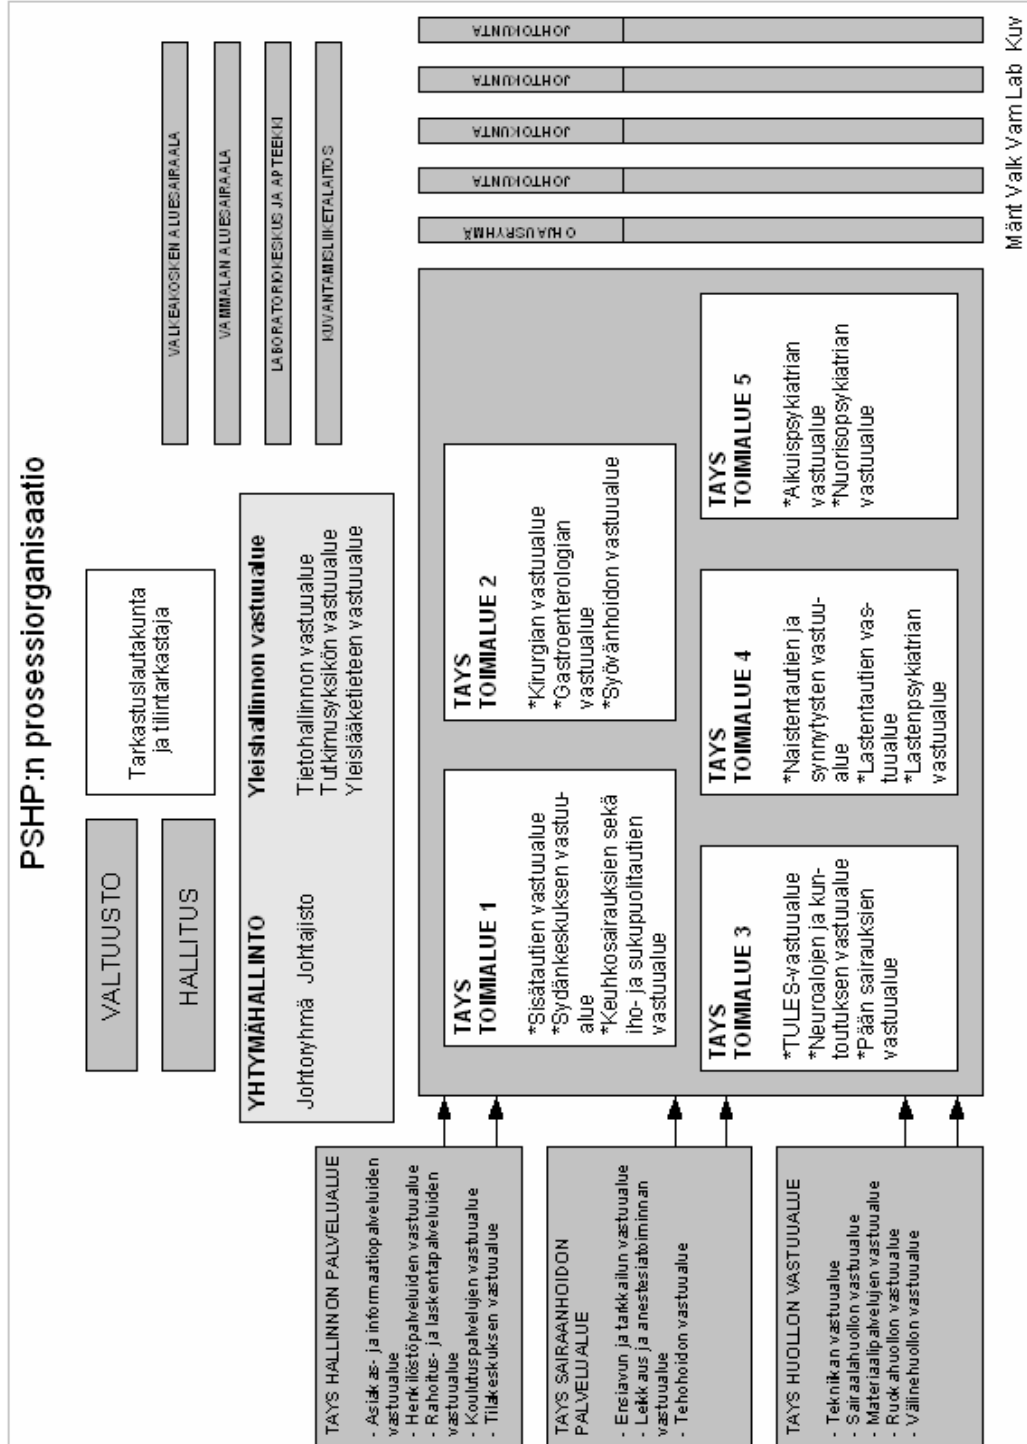 PSHP:n prosessiorganisaatio
VALTUUSTO
HALLITUS
Tarkastuslautakunta
ja tilintarkastaja
YHTYMÄHALLINTO
Johtoryhmä Johtajisto
Yleishallinnon vastuualue
Tietohallinnon vastuualue
Tutkimusyksikön vastuualue
Yleislääketieteen vastuualue
VALKEAKOSKEN ALUESAIRAALA
VAMMALAN ALUESAIRAALA
LABORATORIOKESKUS JA APTEEKKI
KUVANTAMISLIIKETALAITOS
TAYS HALLINNON PALVELUALUE
- Asiakas- ja informaatiopalveluiden
vastuualue
- Henkilöstöpalveluiden vastuualue
- Rahoitus- ja laskentapalveluiden
vastuualue
- Koulutuspalvelujen vastuualue
- Tilakeskuksen vastuualue
TAYS SAIRAANHOIDON
PALVELUALUE
- Ensiavun ja tarkkailun vastuualue
- Leikkaus ja anestesiatoiminnan
vastuualue
- Tehohoidon vastuualue
TAYS HUOLLON VASTUUALUE
- Tekniikan vastuualue
- Sairaalahuollon vastuualue
- Materiaalipalvelujen vastuualue
- Ruokahuollon vastuualue
- Välinehuollon vastuualue
TAYS
TOIMIALUE 1
*Sisätautien vastuualue
*Sydänkeskuksen vastuu-
alue
*Keuhkosairauksien sekä
iho- ja sukupuolitautien
vastuualue
TAYS
TOIMIALUE 2
*Kirurgian vastuualue
*Gastroenterologian
vastuualue
*Syövänhoidon vastuualue
TAYS
TOIMIALUE 3
*TULES-vastuualue
*Neuroalojen ja kun-
toutuksen vastuualue
*Pään sairauksien
vastuualue
TAYS
TOIMIALUE 4
*Naistentautien ja
synnytysten vastuu-
alue
*Lastentautien vas-
tuualue
*Lastenpsykiatrian
vastuualue
TAYS
TOIMIALUE 5
*Aikuispsykiatrian
vastuualue
*Nuorisopsykiatrian
vastuualue
OHJAUSRYHMÄ
JOHTOKUNTA
JOHTOKUNTA
JOHTOKUNTA
JOHTOKUNTA
Mänt Valk Vam Lab Kuv